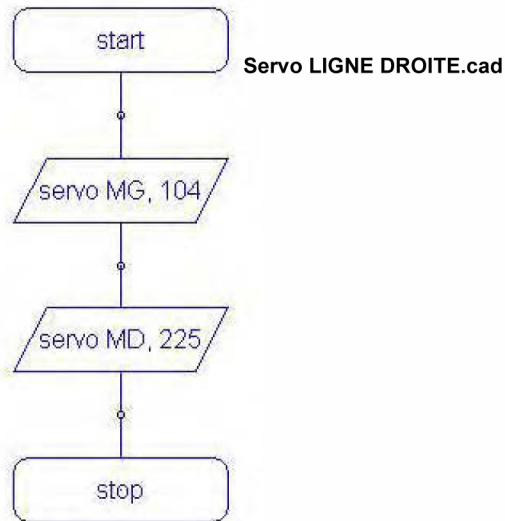 start
Servo LIGNE DROITE.cad
servo MG, 104
servo MD, 225
stop